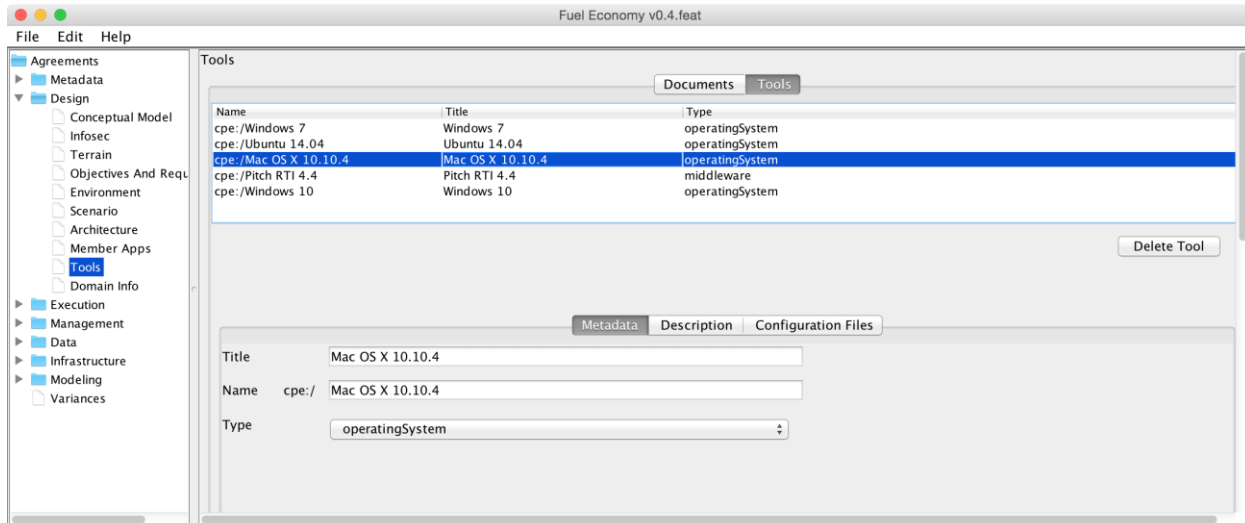 Fuel Economy v0.4.feat
File Edit Help
Agreements
Metadata
Design
Conceptual Model
Infosec
Terrain
Objectives And Requ
Environment
Scenario
Architecture
Member Apps
Tools
Domain Info
Execution
Management
Data
Infrastructure
Modeling
Variances
Tools
Documents Tools
Name Title Type
cpe:/Windows 7 Windows 7 operatingSystem
cpe:/Ubuntu 14.04 Ubuntu 14.04 operatingSystem
cpe:/Mac OS X 10.10.4 Mac OS X 10.10.4 operatingSystem
cpe:/Pitch RTI 4.4 Pitch RTI 4.4 middleware
cpe:/Windows 10 Windows 10 operatingSystem
Delete Tool
Metadata Description Configuration Files
Title Mac OS X 10.10.4
Name cpe:/ Mac OS X 10.10.4
Type operatingSystem